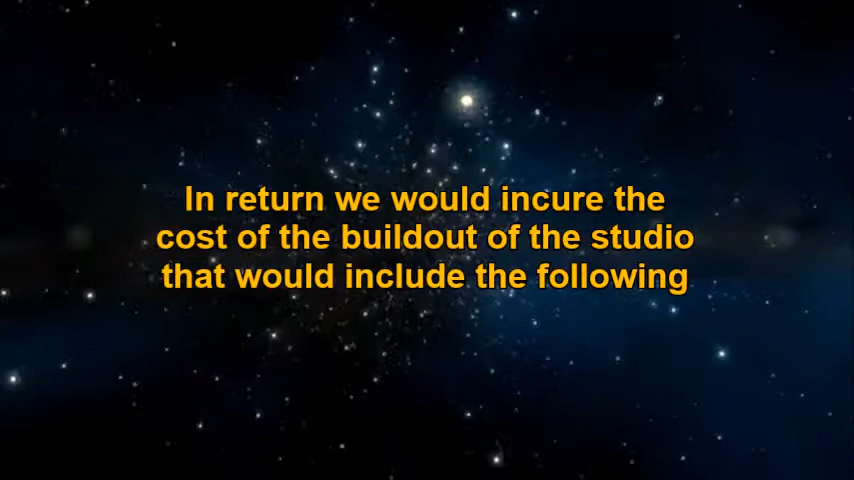 In return we would incure the
cost of the buildout of the studio
that would include the following